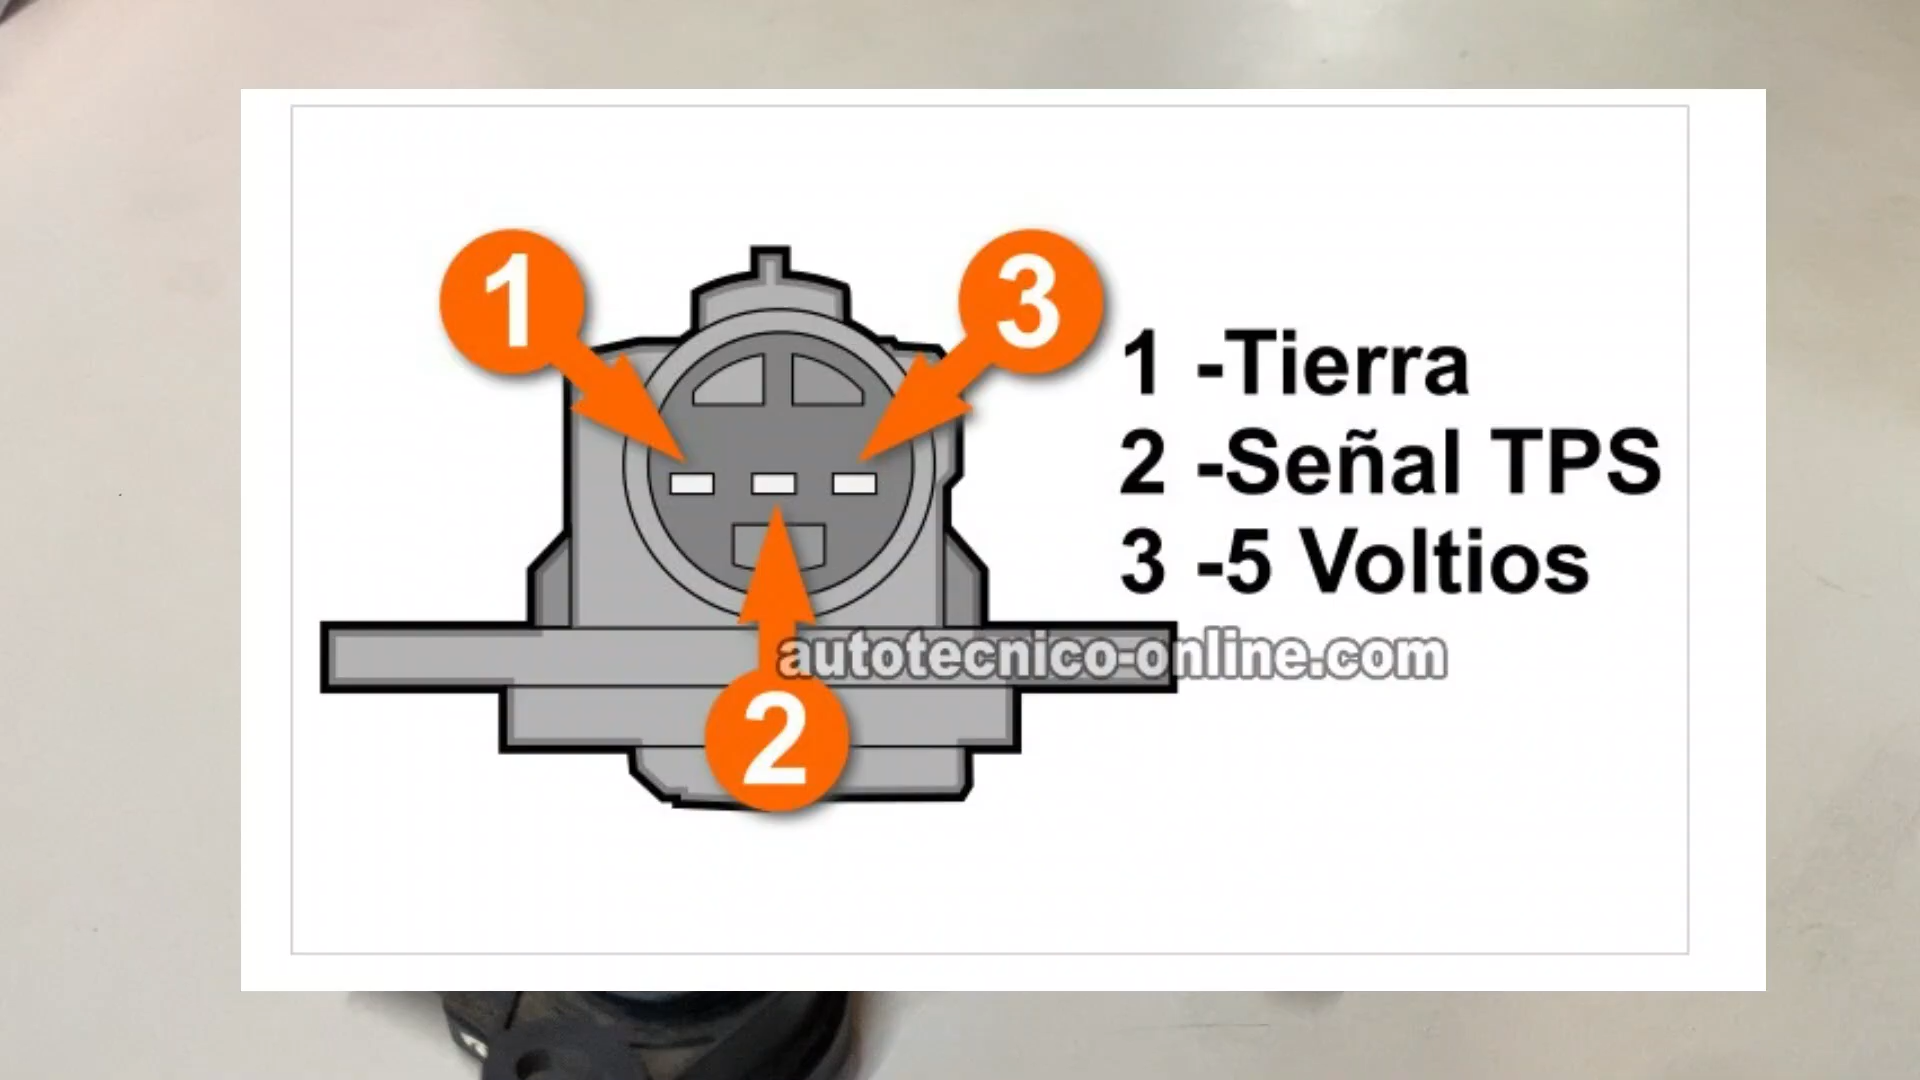 1
3
2
1 -Tierra
2 -Señal TPS
3 -5 Voltios
autotecnico-online.com